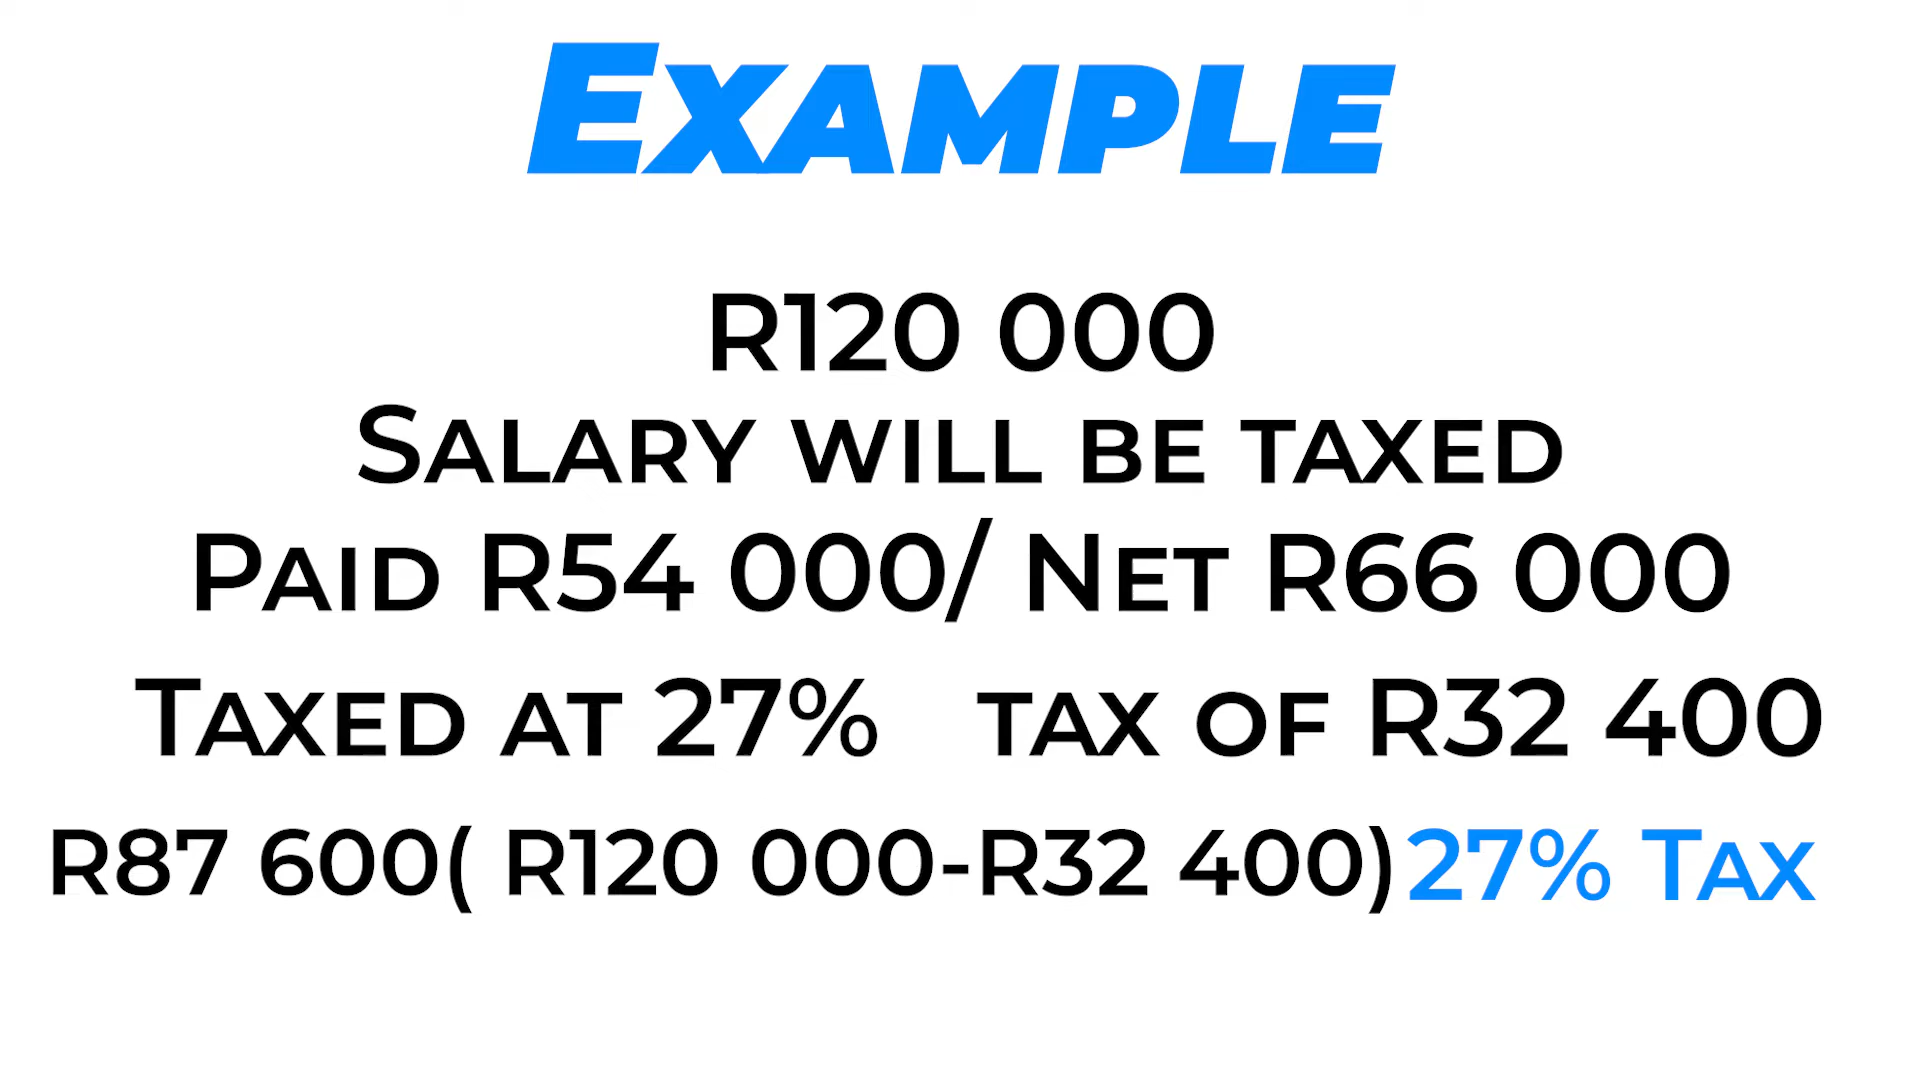 Example
R120 000
Salary will be taxed
Paid R54 000/ Net R66 000
Taxed at 27% tax of R32 400
R87 600( R120 000-R32 400) 27% Tax